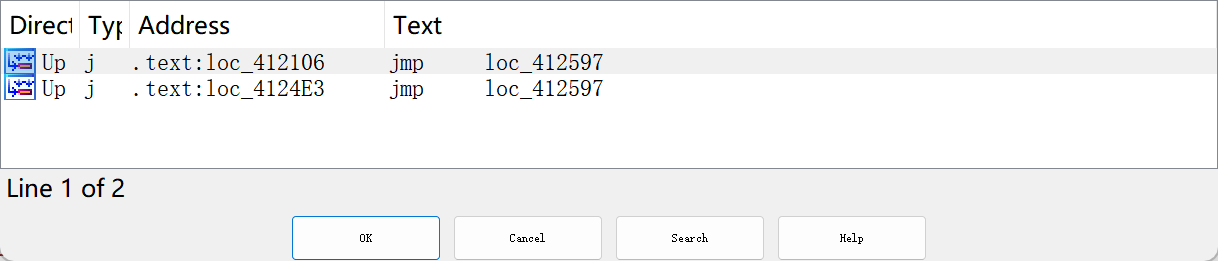 Direct Typ Address Text
Up j .text:loc_412106 jmp loc_412597
Up j .text:loc_4124E3 jmp loc_412597
Line 1 of 2
OK Cancel Search Help